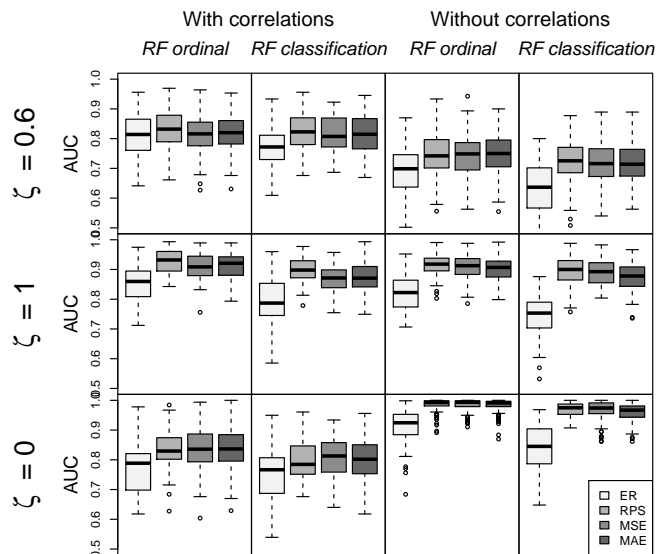 With correlations Without correlations
RF ordinal RF classification RF ordinal RF classification
ζ = 0.6
AUC
0.5 0.6 0.7 0.8 0.9 1.0
ζ = 1
AUC
0.5 0.6 0.7 0.8 0.9 1.0
ζ = 0
AUC
0.5 0.6 0.7 0.8 0.9 1.0
ER
RPS
MSE
MAE